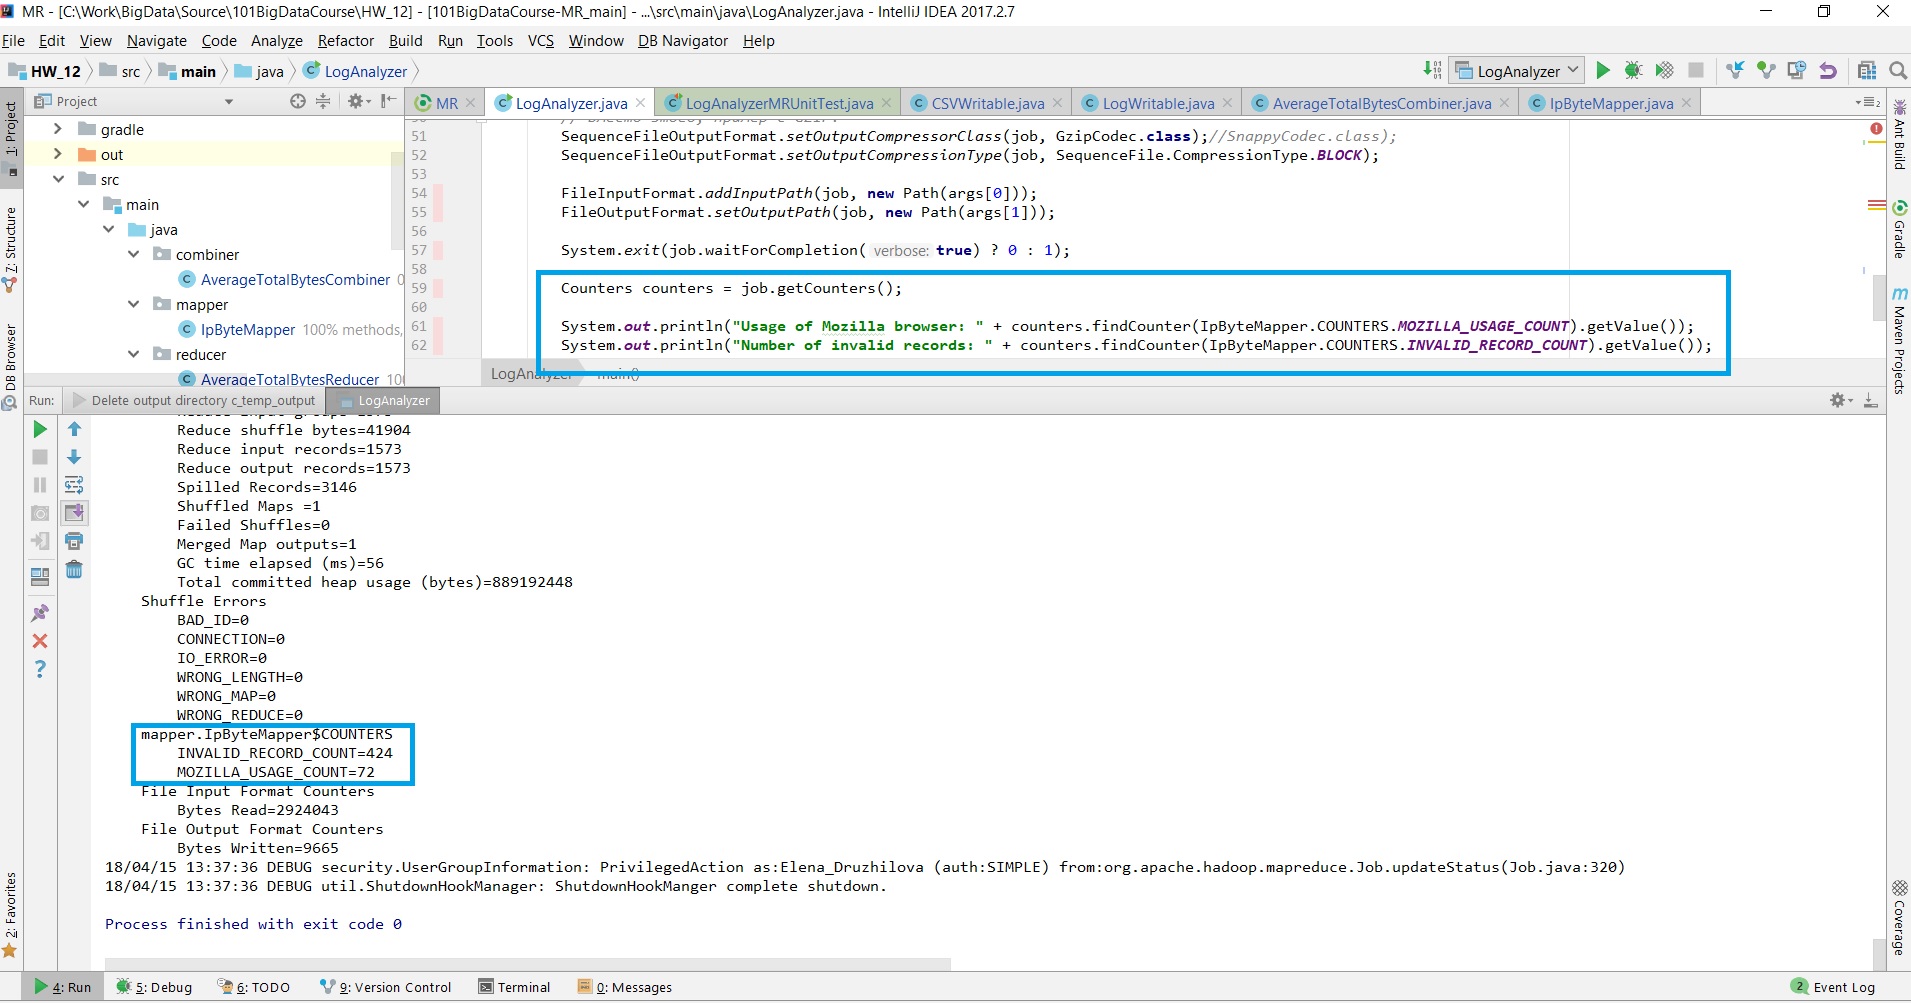 MR - [C:\Work\BigData\Source\101BigDataCourse\HW_12] - [101BigDataCourse-MR_main] - ...\src\main\java\LogAnalyzer.java - IntelliJ IDEA 2017.2.7
File Edit View Navigate Code Analyze Refactor Build Run Tools VCS Window DB Navigator Help
HW_12 src main java LogAnalyzer
LogAnalyzer
Project
MR LogAnalyzer.java LogAnalyzerMRUnitTest.java CSVWritable.java LogWritable.java AverageTotalBytesCombiner.java IpByteMapper.java
1: Project
7: Structure
DB Browser
2: Favorites
gradle
out
src
main
java
combiner
AverageTotalBytesCombiner
mapper
IpByteMapper 100% methods,
reducer
AverageTotalBytesReducer
51 SequenceFileOutputFormat.setOutputCompressorClass(job, GzipCodec.class);//SnappyCodec.class);
52 SequenceFileOutputFormat.setOutputCompressionType(job, SequenceFile.CompressionType.BLOCK);
53
54 FileInputFormat.addInputPath(job, new Path(args[0]));
55 FileOutputFormat.setOutputPath(job, new Path(args[1]));
56
57 System.exit(job.waitForCompletion( verbose: true) ? 0 : 1);
58
59 Counters counters = job.getCounters();
60
61 System.out.println("Usage of Mozilla browser: " + counters.findCounter(IpByteMapper.COUNTERS.MOZILLA_USAGE_COUNT).getValue());
62 System.out.println("Number of invalid records: " + counters.findCounter(IpByteMapper.COUNTERS.INVALID_RECORD_COUNT).getValue());
LogAnalyzer main()
Ant Build
Gradle
Maven Projects
Coverage
Run: Delete output directory c_temp_output LogAnalyzer
Reduce shuffle bytes=41904
Reduce input records=1573
Reduce output records=1573
Spilled Records=3146
Shuffled Maps =1
Failed Shuffles=0
Merged Map outputs=1
GC time elapsed (ms)=56
Total committed heap usage (bytes)=889192448
Shuffle Errors
BAD_ID=0
CONNECTION=0
IO_ERROR=0
WRONG_LENGTH=0
WRONG_MAP=0
WRONG_REDUCE=0
mapper.IpByteMapper$COUNTERS
INVALID_RECORD_COUNT=424
MOZILLA_USAGE_COUNT=72
File Input Format Counters
Bytes Read=2924043
File Output Format Counters
Bytes Written=9665
18/04/15 13:37:36 DEBUG security.UserGroupInformation: PrivilegedAction as:Elena_Druzhilova (auth:SIMPLE) from:org.apache.hadoop.mapreduce.Job.updateStatus(Job.java:320)
18/04/15 13:37:36 DEBUG util.ShutdownHookManager: ShutdownHookManger complete shutdown.
Process finished with exit code 0
4: Run 5: Debug 6: TODO 9: Version Control Terminal 0: Messages 2 Event Log